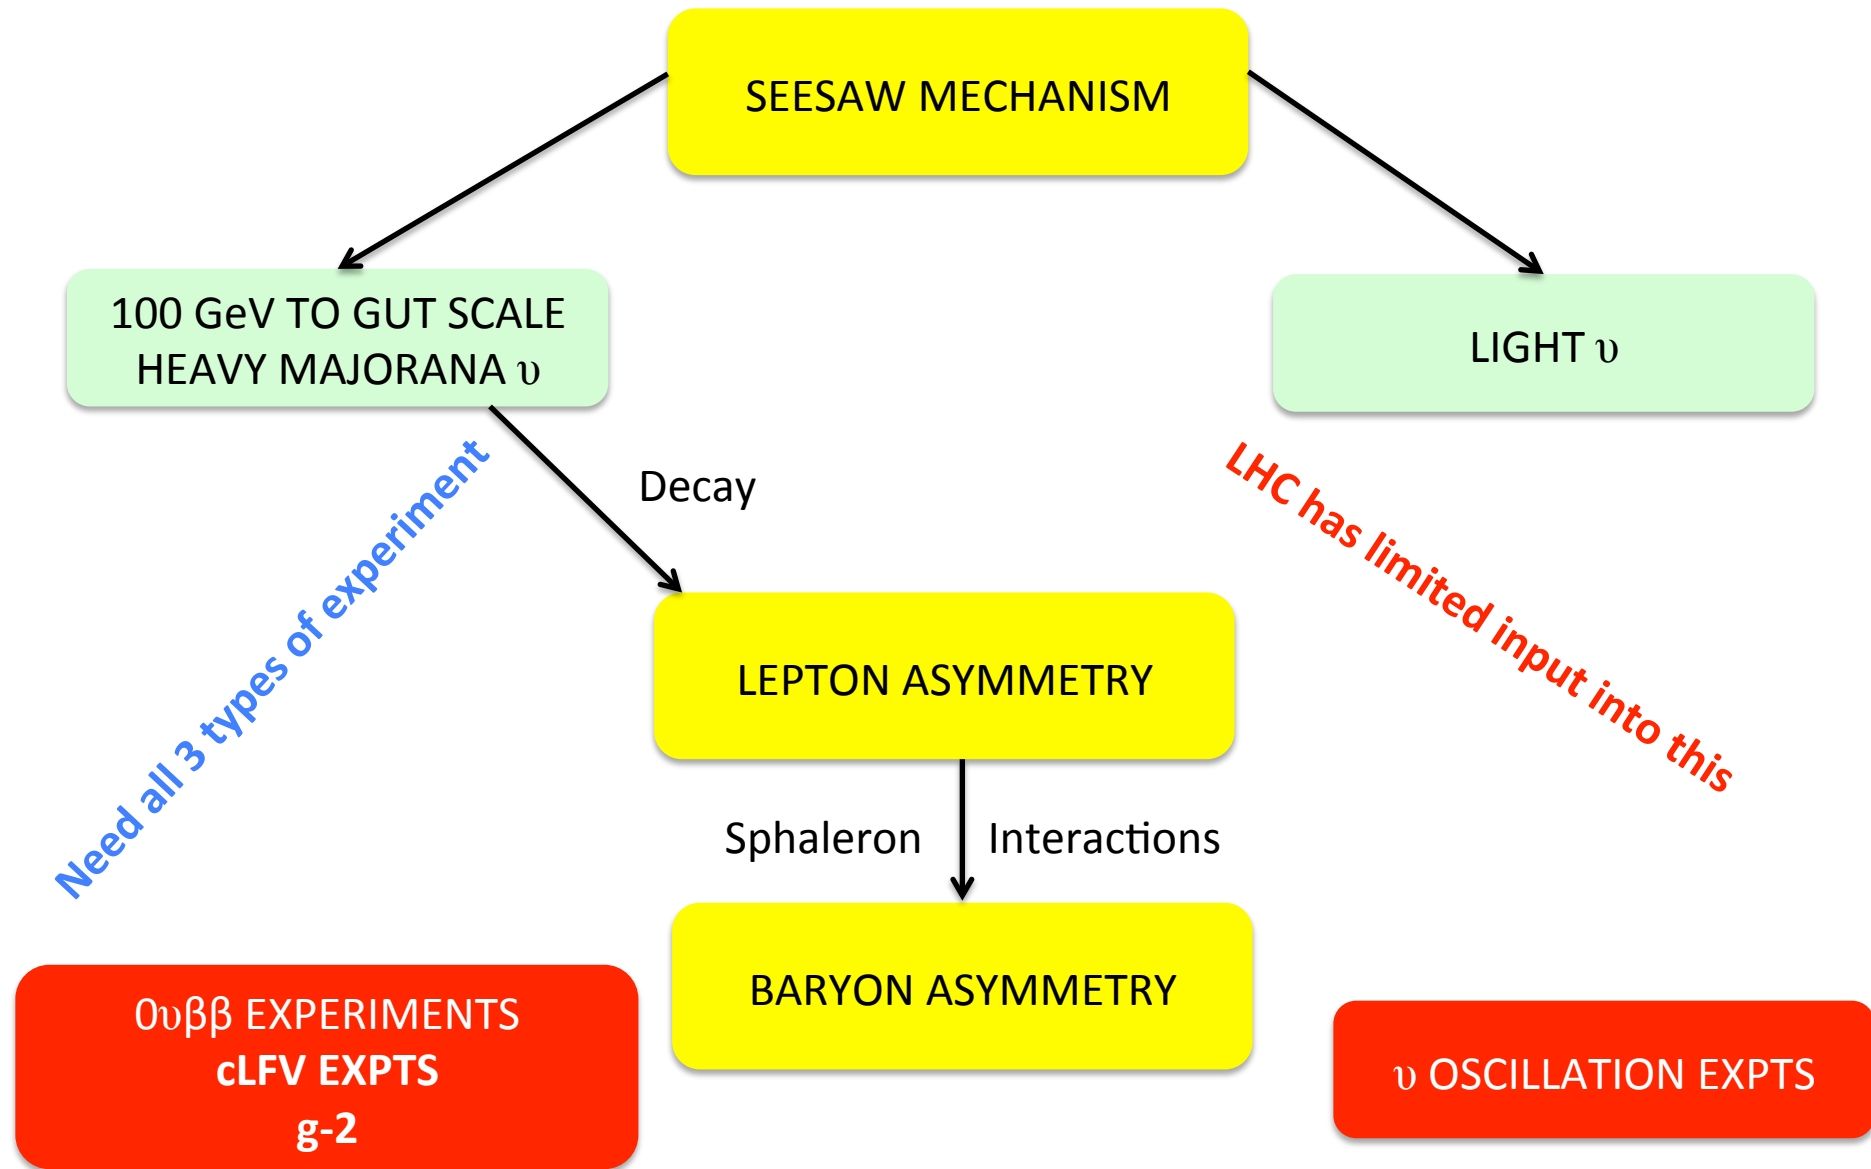 SEESAW MECHANISM
100 GeV TO GUT SCALE
HEAVY MAJORANA υ
LIGHT υ
Decay
Need all 3 types of experiment
LHC has limited input into this
LEPTON ASYMMETRY
Sphaleron Interactions
BARYON ASYMMETRY
0υββ EXPERIMENTS
cLFV EXPTS
g-2
υ OSCILLATION EXPTS